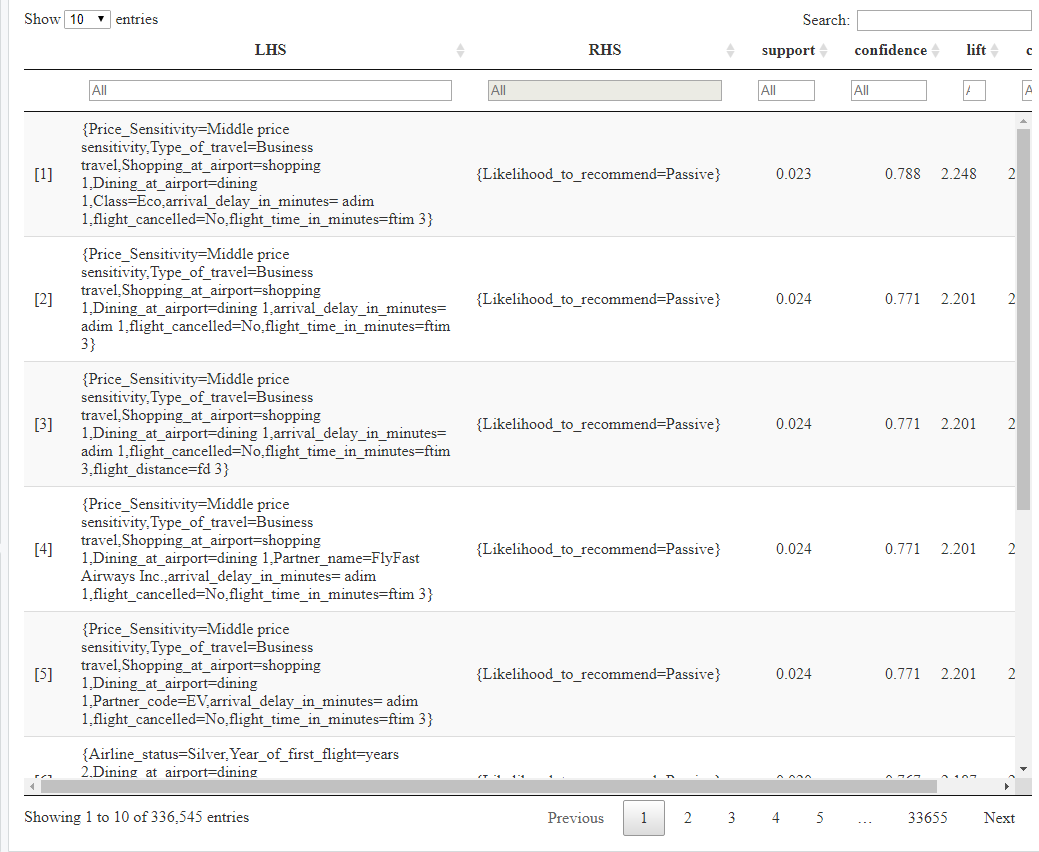 Show 10 entries
Search:
LHS RHS support confidence lift c
All All All All A
{Price_Sensitivity=Middle price
sensitivity,Type_of_travel=Business
travel,Shopping_at_airport=shopping
[1] 1,Dining_at_airport=dining {Likelihood_to_recommend=Passive} 0.023 0.788 2.248 2
1,Class=Eco,arrival_delay_in_minutes= adim
1,flight_cancelled=No,flight_time_in_minutes=ftim 3}
{Price_Sensitivity=Middle price
sensitivity,Type_of_travel=Business
travel,Shopping_at_airport=shopping
[2] 1,Dining_at_airport=dining 1,arrival_delay_in_minutes= {Likelihood_to_recommend=Passive} 0.024 0.771 2.201 2
adim 1,flight_cancelled=No,flight_time_in_minutes=ftim
3}
{Price_Sensitivity=Middle price
sensitivity,Type_of_travel=Business
travel,Shopping_at_airport=shopping
[3] 1,Dining_at_airport=dining 1,arrival_delay_in_minutes= {Likelihood_to_recommend=Passive} 0.024 0.771 2.201 2
adim 1,flight_cancelled=No,flight_time_in_minutes=ftim
3,flight_distance=fd 3}
{Price_Sensitivity=Middle price
sensitivity,Type_of_travel=Business
travel,Shopping_at_airport=shopping
[4] 1,Dining_at_airport=dining 1,Partner_name=FlyFast {Likelihood_to_recommend=Passive} 0.024 0.771 2.201 2
Airways Inc.,arrival_delay_in_minutes= adim
1,flight_cancelled=No,flight_time_in_minutes=ftim 3}
{Price_Sensitivity=Middle price
sensitivity,Type_of_travel=Business
travel,Shopping_at_airport=shopping
[5] 1,Dining_at_airport=dining {Likelihood_to_recommend=Passive} 0.024 0.771 2.201 2
1,Partner_code=EV,arrival_delay_in_minutes= adim
1,flight_cancelled=No,flight_time_in_minutes=ftim 3}
{Airline_status=Silver,Year_of_first_flight=years
2,Dining_at_airport=dining
Showing 1 to 10 of 336,545 entries
Previous 1 2 3 4 5 … 33655 Next